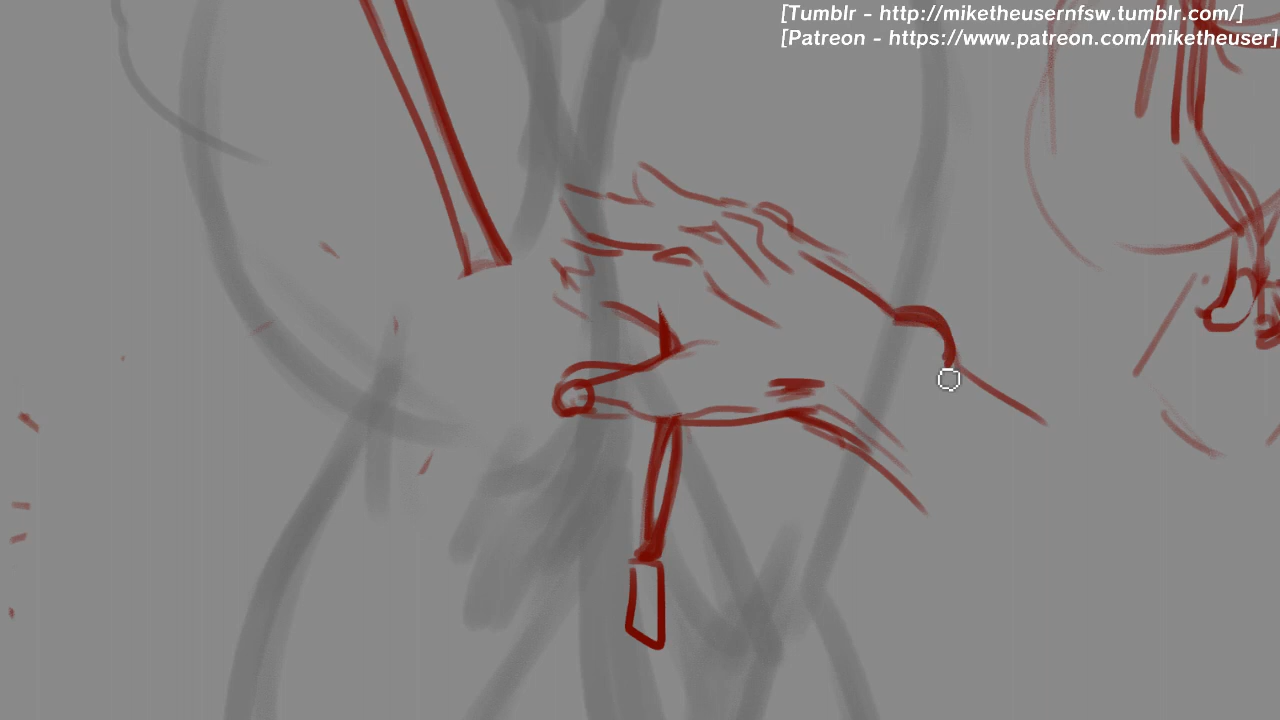 [Tumblr - http://miketheusernfsw.tumblr.com/]
[Patreon - https://www.patreon.com/miketheuser]